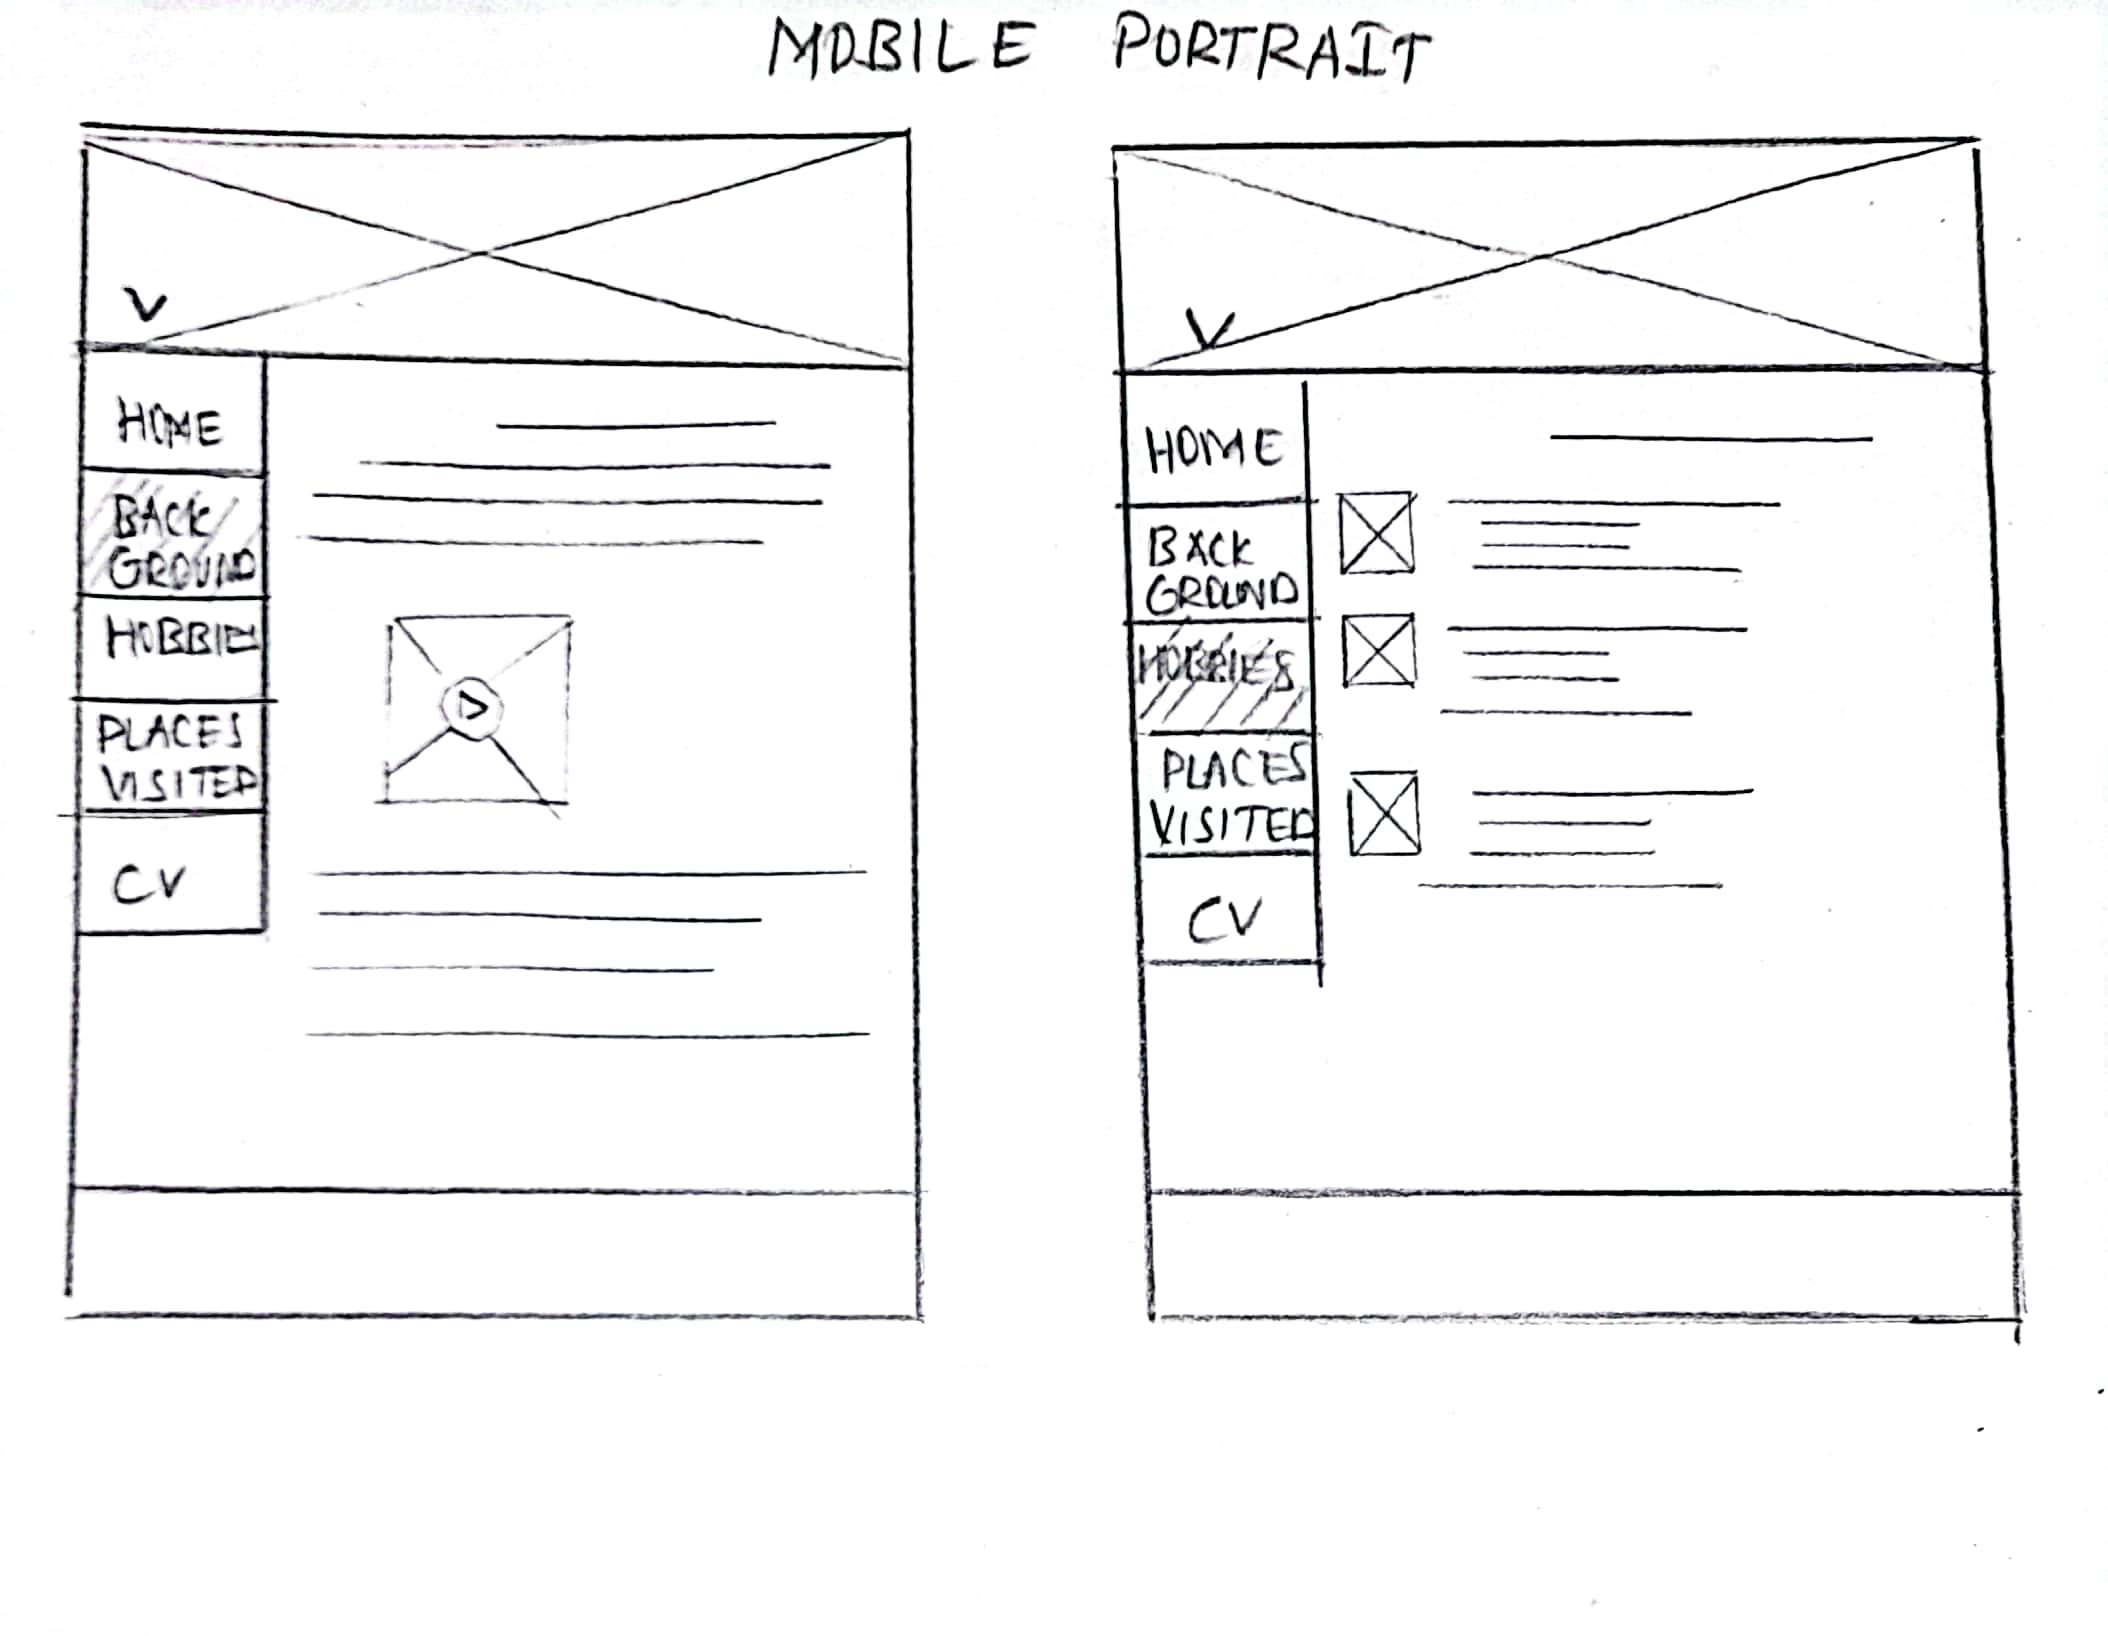 MOBILE PORTRAIT
V
HOME
BACK
GROUND
HOBBIES
PLACES
VISITED
CV
V
HOME
BACK
GROUND
HOBBIES
PLACES
VISITED
CV